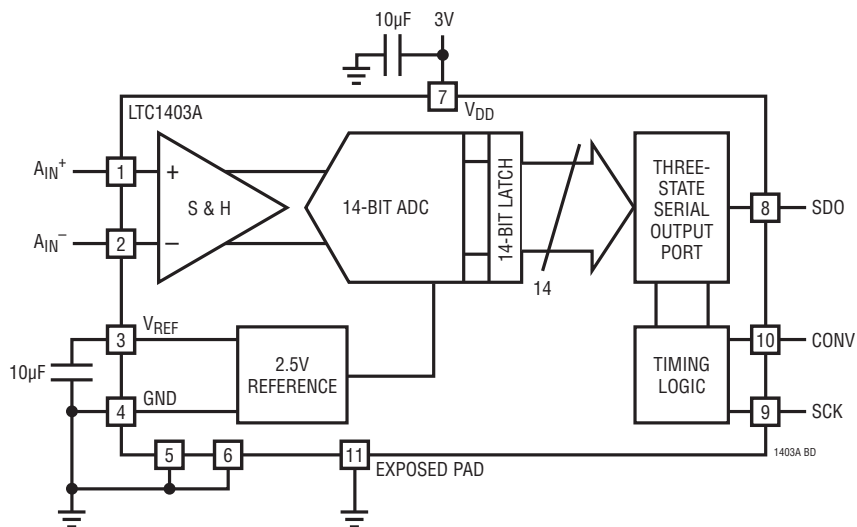 10µF
3V
7
V_DD
LTC1403A
A_IN+
1
+
S & H
A_IN–
2
–
14-BIT ADC
14-BIT LATCH
14
THREE-
STATE
SERIAL
OUTPUT
PORT
8
SDO
3
V_REF
10µF
2.5V
REFERENCE
4
GND
TIMING
LOGIC
10
CONV
9
SCK
5
6
11
EXPOSED PAD
1403A BD